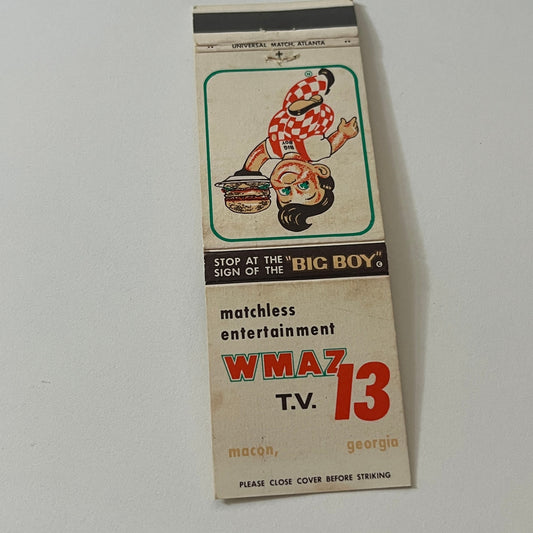 UNIVERSAL MATCH, ATLANTA
BIG
BOY
STOP AT THE
SIGN OF THE "BIG BOY"
matchless
entertainment
WMAZ
T.V. 13
macon, georgia
PLEASE CLOSE COVER BEFORE STRIKING